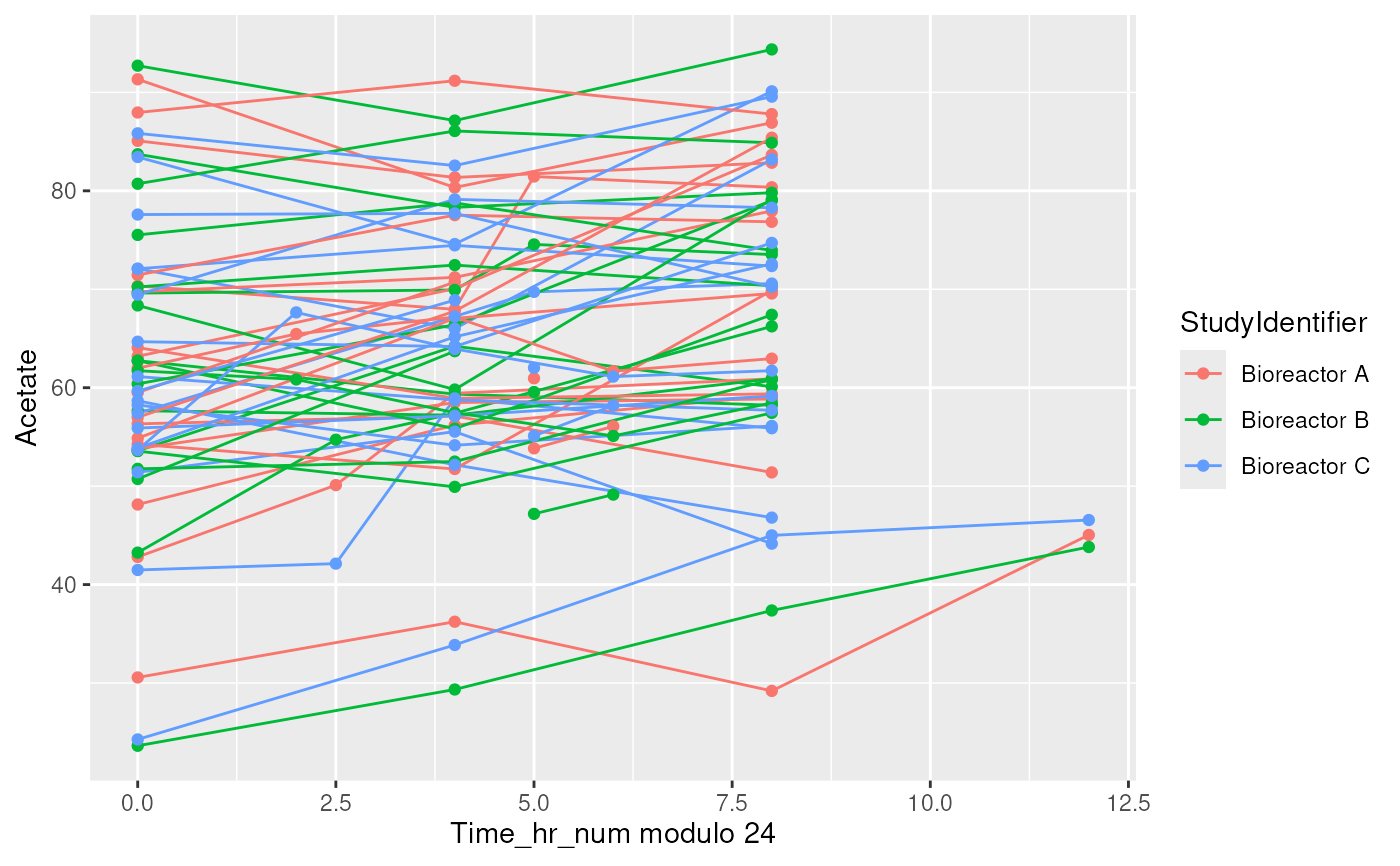 80
60
40
Acetate
0.0 2.5 5.0 7.5 10.0 12.5
Time_hr_num modulo 24
StudyIdentifier
Bioreactor A
Bioreactor B
Bioreactor C